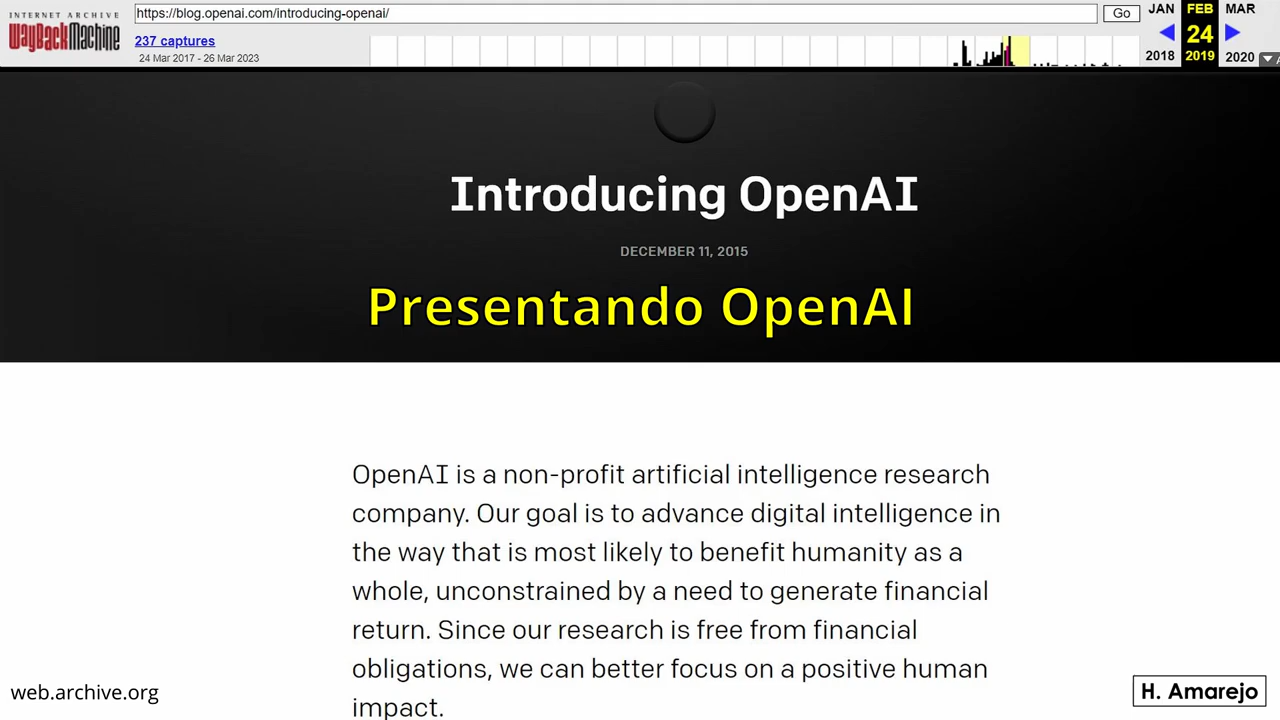 INTERNET ARCHIVE
WayBackMachine
https://blog.openai.com/introducing-openai/
Go
JAN FEB MAR
237 captures
24
24 Mar 2017 - 26 Mar 2023
2018 2019 2020
Introducing OpenAI
DECEMBER 11, 2015
Presentando OpenAI
OpenAI is a non-profit artificial intelligence research
company. Our goal is to advance digital intelligence in
the way that is most likely to benefit humanity as a
whole, unconstrained by a need to generate financial
return. Since our research is free from financial
obligations, we can better focus on a positive human
impact.
web.archive.org
H. Amarejo